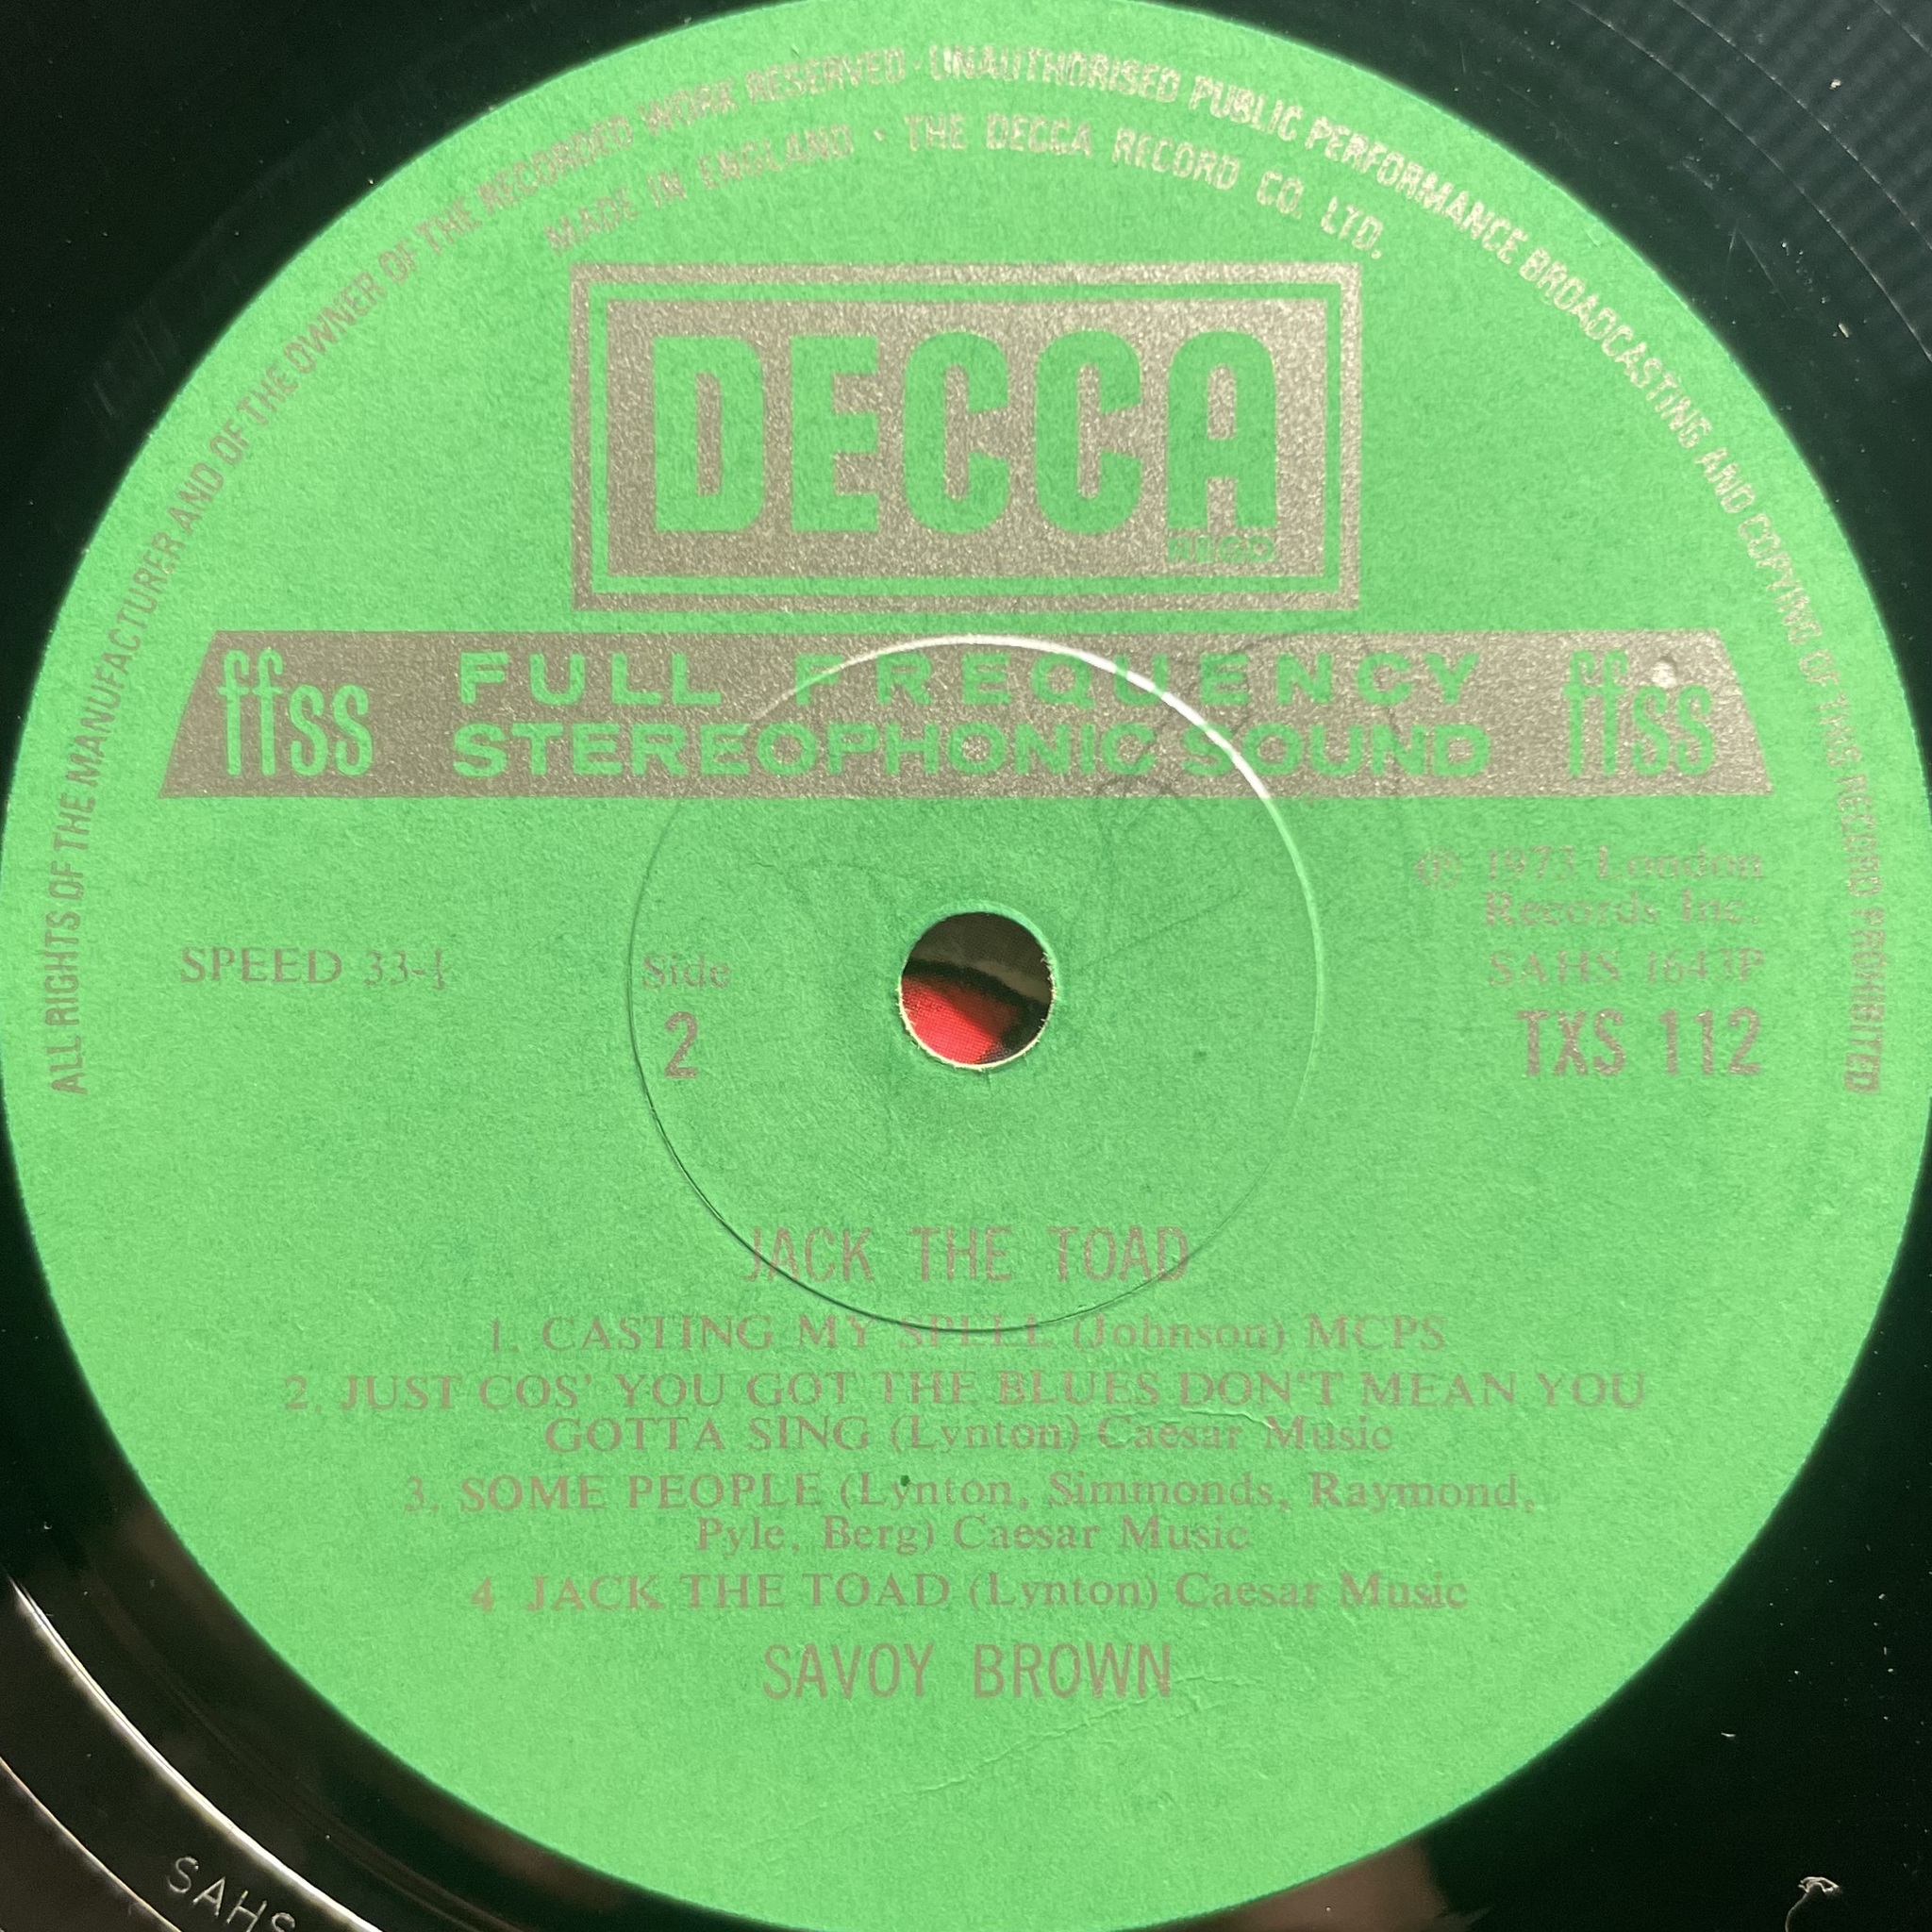 ALL RIGHTS OF THE MANUFACTURER AND OF THE OWNER OF THE RECORDED WORK RESERVED · UNAUTHORISED PUBLIC PERFORMANCE BROADCASTING AND COPYING OF THIS RECORD PROHIBITED
MADE IN ENGLAND · THE DECCA RECORD CO. LTD.
DECCA
REGD
ffss FULL FREQUENCY STEREOPHONIC SOUND ffss
℗ 1973 London
Records Inc.
SPEED 33-⅓
Side
SAHS 1643P
2
TXS 112
JACK THE TOAD
1. CASTING MY SPELL (Johnson) MCPS
2. JUST COS' YOU GOT THE BLUES DON'T MEAN YOU
GOTTA SING (Lynton) Caesar Music
3. SOME PEOPLE (Lynton, Simmonds, Raymond,
Pyle, Berg) Caesar Music
4 JACK THE TOAD (Lynton) Caesar Music
SAVOY BROWN
SAHS